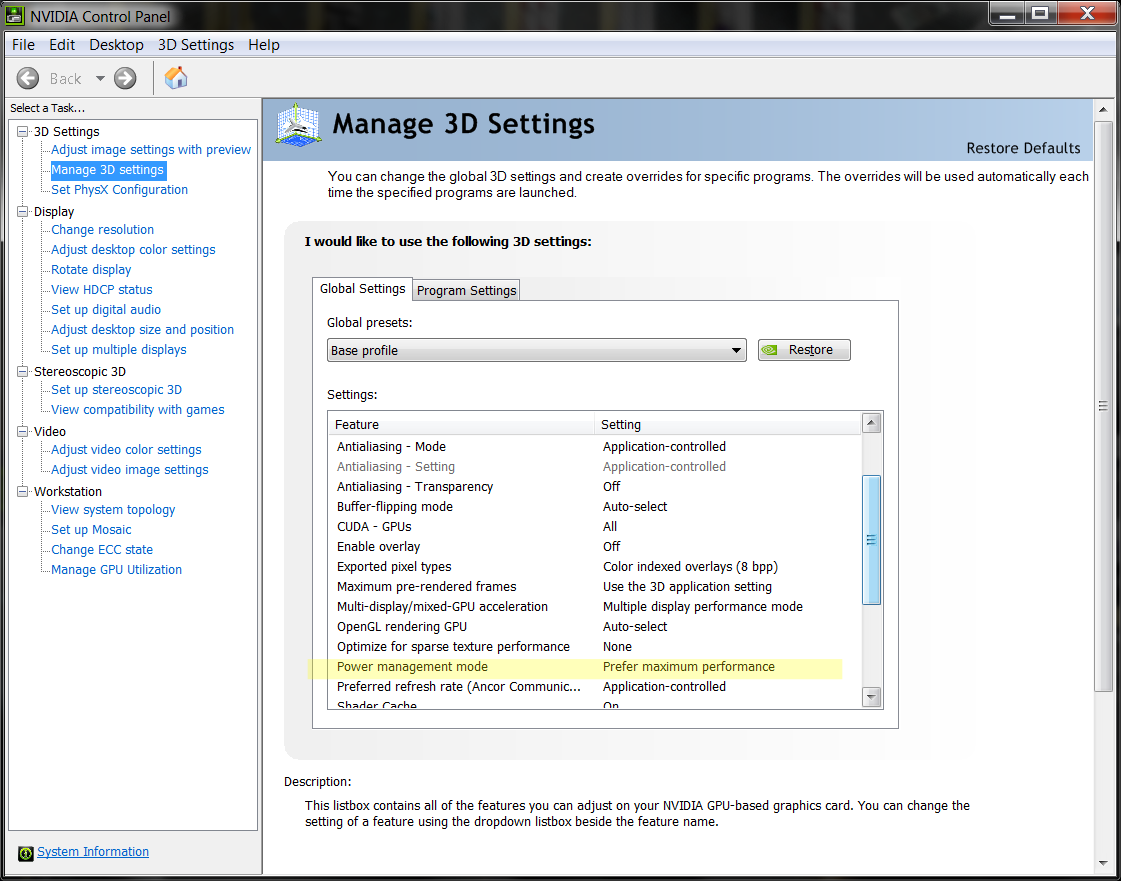 NVIDIA Control Panel
File Edit Desktop 3D Settings Help
Back
Select a Task...
3D Settings
Adjust image settings with preview
Manage 3D settings
Set PhysX Configuration
Display
Change resolution
Adjust desktop color settings
Rotate display
View HDCP status
Set up digital audio
Adjust desktop size and position
Set up multiple displays
Stereoscopic 3D
Set up stereoscopic 3D
View compatibility with games
Video
Adjust video color settings
Adjust video image settings
Workstation
View system topology
Set up Mosaic
Change ECC state
Manage GPU Utilization
System Information
Manage 3D Settings
Restore Defaults
You can change the global 3D settings and create overrides for specific programs. The overrides will be used automatically each
time the specified programs are launched.
I would like to use the following 3D settings:
Global Settings Program Settings
Global presets:
Base profile Restore
Settings:
Feature Setting
Antialiasing - Mode Application-controlled
Antialiasing - Setting Application-controlled
Antialiasing - Transparency Off
Buffer-flipping mode Auto-select
CUDA - GPUs All
Enable overlay Off
Exported pixel types Color indexed overlays (8 bpp)
Maximum pre-rendered frames Use the 3D application setting
Multi-display/mixed-GPU acceleration Multiple display performance mode
OpenGL rendering GPU Auto-select
Optimize for sparse texture performance None
Power management mode Prefer maximum performance
Preferred refresh rate (Ancor Communic... Application-controlled
Shader Cache On
Description:
This listbox contains all of the features you can adjust on your NVIDIA GPU-based graphics card. You can change the
setting of a feature using the dropdown listbox beside the feature name.